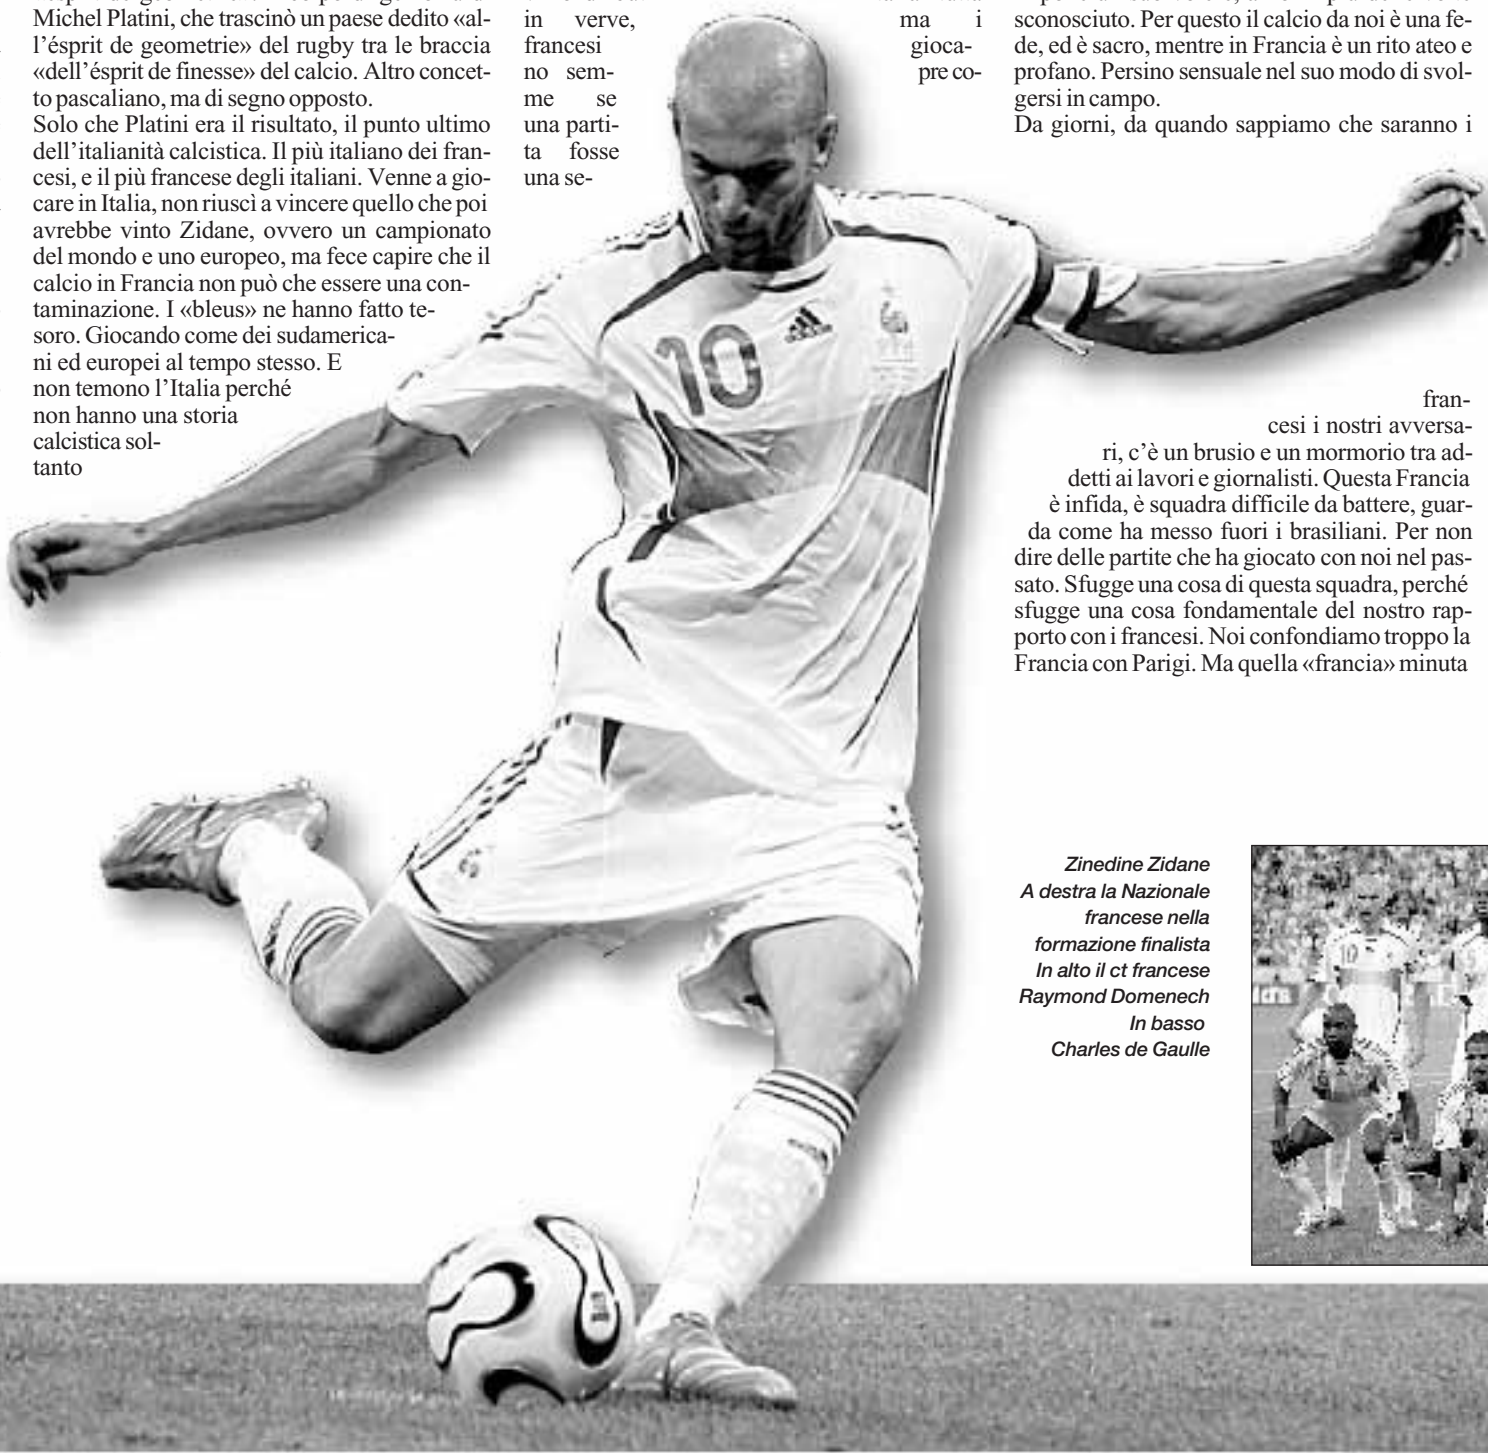 Michel Platini, che trascinò un paese dedito «al-
l’ésprit de geometrie» del rugby tra le braccia
«dell’ésprit de finesse» del calcio. Altro concet-
to pascaliano, ma di segno opposto.
Solo che Platini era il risultato, il punto ultimo
dell’italianità calcistica. Il più italiano dei fran-
cesi, e il più francese degli italiani. Venne a gio-
care in Italia, non riuscì a vincere quello che poi
avrebbe vinto Zidane, ovvero un campionato
del mondo e uno europeo, ma fece capire che il
calcio in Francia non può che essere una con-
taminazione. I «bleus» ne hanno fatto te-
soro. Giocando come dei sudamerica-
ni ed europei al tempo stesso. E
non temono l’Italia perché
non hanno una storia
calcistica sol-
tanto
in verve, ma i
francesi gioca-
no sem- pre co-
me se
una parti-
ta fosse
una se-
sconosciuto. Per questo il calcio da noi è una fe-
de, ed è sacro, mentre in Francia è un rito ateo e
profano. Persino sensuale nel suo modo di svol-
gersi in campo.
Da giorni, da quando sappiamo che saranno i
fran-
cesi i nostri avversa-
ri, c’è un brusio e un mormorio tra ad-
detti ai lavori e giornalisti. Questa Francia
è infida, è squadra difficile da battere, guar-
da come ha messo fuori i brasiliani. Per non
dire delle partite che ha giocato con noi nel pas-
sato. Sfugge una cosa di questa squadra, perché
sfugge una cosa fondamentale del nostro rap-
porto con i francesi. Noi confondiamo troppo la
Francia con Parigi. Ma quella «francia» minuta
10
adidas
Zinedine Zidane
A destra la Nazionale
francese nella
formazione finalista
In alto il ct francese
Raymond Domenech
In basso
Charles de Gaulle
10